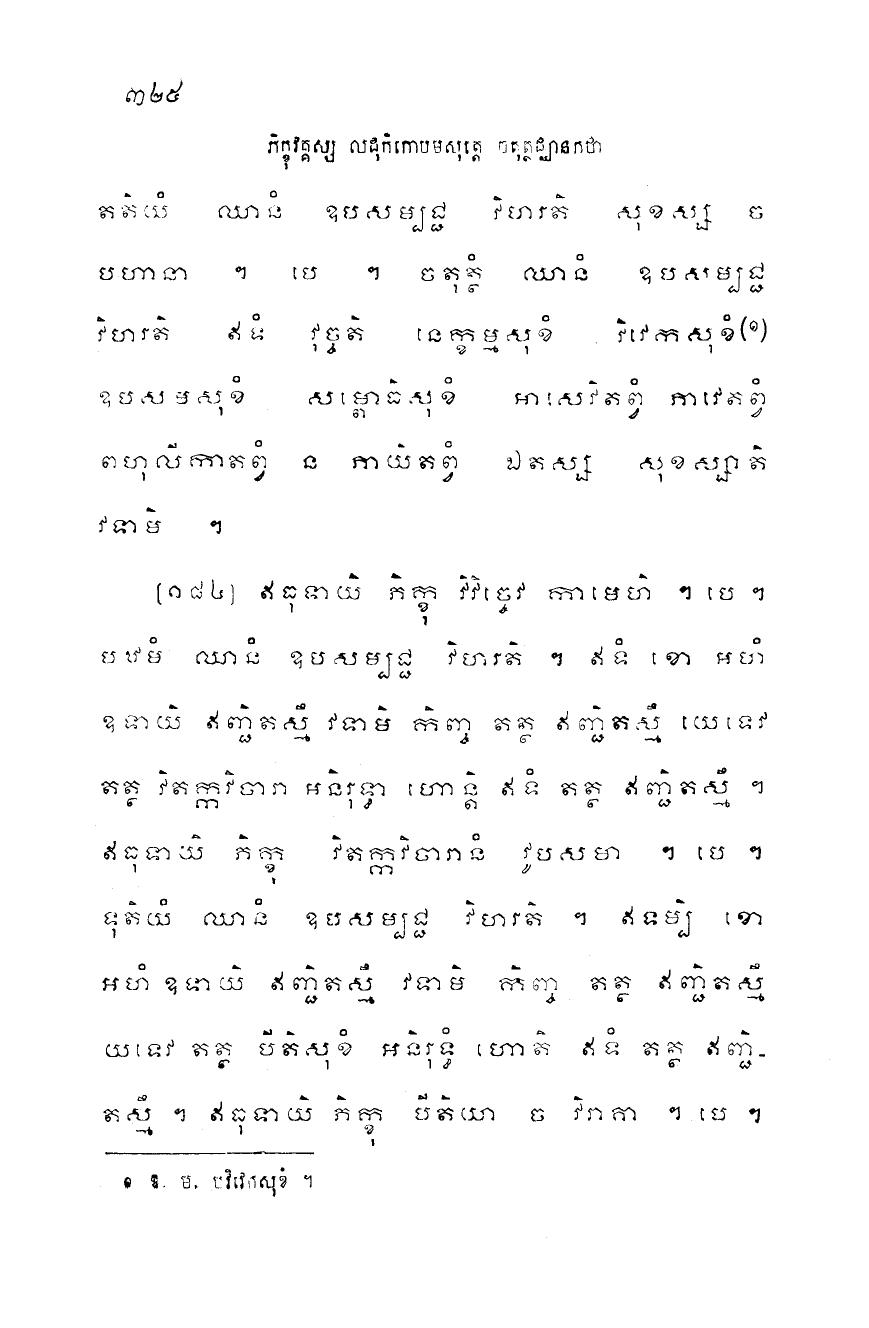 ៣២៥
ភិក្ខុវគ្គស្ស លដុកិកោបមសុត្តេ ចតុត្ថជ្ឈានកថា
តតិយំ ឈានំ ឧបសម្បជ្ជ វិហរតិ សុខស្ស ច
បហានា ។ បេ ។ ចតុត្ថំ ឈានំ ឧបសម្បជ្ជ
វិហរតិ ឥទំ វុច្ចតិ នេក្ខម្មសុខំ វិវេកសុខំ(១)
ឧបសមសុខំ សម្ពោធិសុខំ អាសេវិតព្វំ ភាវេតព្វំ
ពហុលីកាតព្វំ ន ភាយិតព្វំ ឯតស្ស សុខស្សាតិ
វទាមិ ។
[១៨៤] ឥធុទាយិ ភិក្ខុ វិវិច្ចេវ កាមេហិ ។ បេ ។
បឋមំ ឈានំ ឧបសម្បជ្ជ វិហរតិ ។ ឥទំ ខោ អហំ
ឧទាយិ ឥញ្ជិតស្មឹ វទាមិ កិញ្ច តត្ថ ឥញ្ជិតស្មឹ យទេវ
តត្ថ វិតក្កវិចារា អនិរុទ្ធា ហោន្តិ ឥទំ តត្ថ ឥញ្ជិតស្មឹ ។
ឥធុទាយិ ភិក្ខុ វិតក្កវិចារានំ វូបសមា ។ បេ ។
ទុតិយំ ឈានំ ឧបសម្បជ្ជ វិហរតិ ។ ឥទម្បិ ខោ
អហំ ឧទាយិ ឥញ្ជិតស្មឹ វទាមិ កិញ្ច តត្ថ ឥញ្ជិតស្មឹ
យទេវ តត្ថ បីតិសុខំ អនិរុទ្ធំ ហោតិ ឥទំ តត្ថ ឥញ្ជិ-
តស្មឹ ។ ឥធុទាយិ ភិក្ខុ បីតិយា ច វិរាគា ។ បេ ។
១ ឱ. ម. បវិវេកសុខំ ។